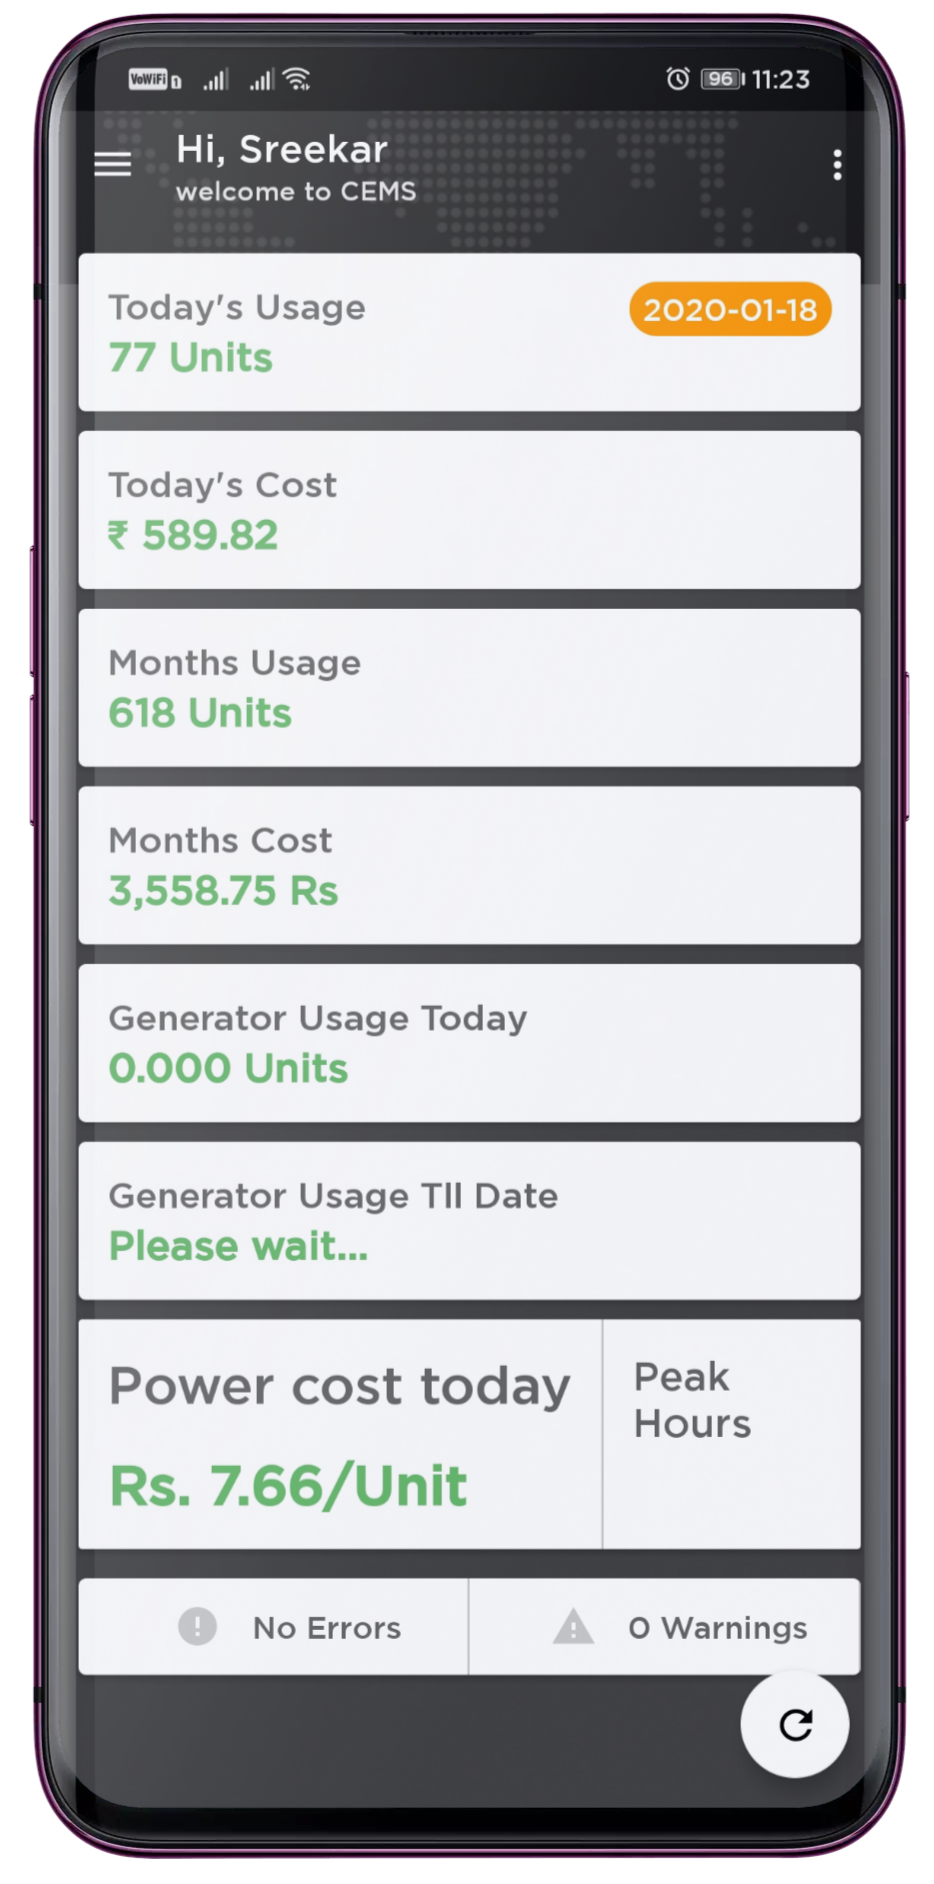 VoWiFi 1 96 11:23
Hi, Sreekar
welcome to CEMS
Today's Usage 2020-01-18
77 Units
Today's Cost
₹ 589.82
Months Usage
618 Units
Months Cost
3,558.75 Rs
Generator Usage Today
0.000 Units
Generator Usage Tll Date
Please wait...
Power cost today
Rs. 7.66/Unit
Peak
Hours
No Errors
0 Warnings